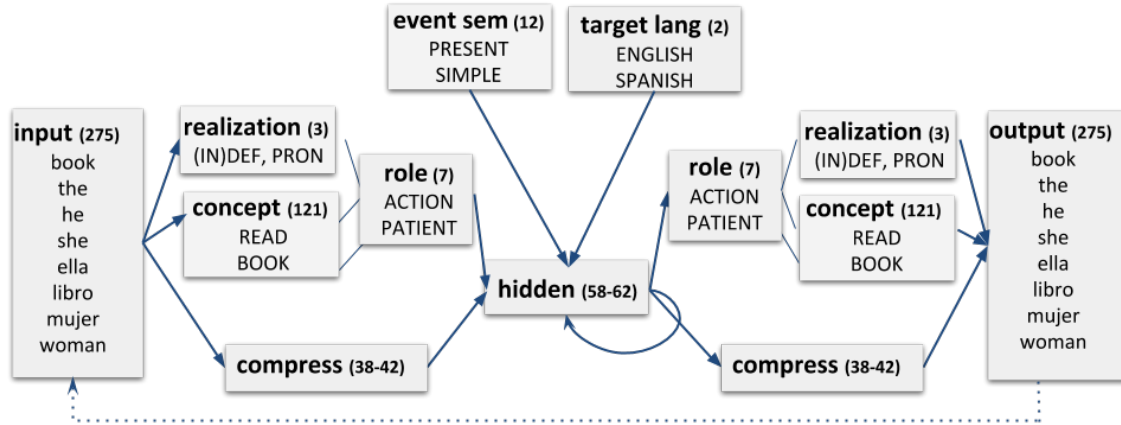 event sem (12)
PRESENT
SIMPLE
target lang (2)
ENGLISH
SPANISH
input (275)
book
the
he
she
ella
libro
mujer
woman
realization (3)
(IN)DEF, PRON
concept (121)
READ
BOOK
role (7)
ACTION
PATIENT
compress (38-42)
hidden (58-62)
role (7)
ACTION
PATIENT
realization (3)
(IN)DEF, PRON
concept (121)
READ
BOOK
compress (38-42)
output (275)
book
the
he
she
ella
libro
mujer
woman